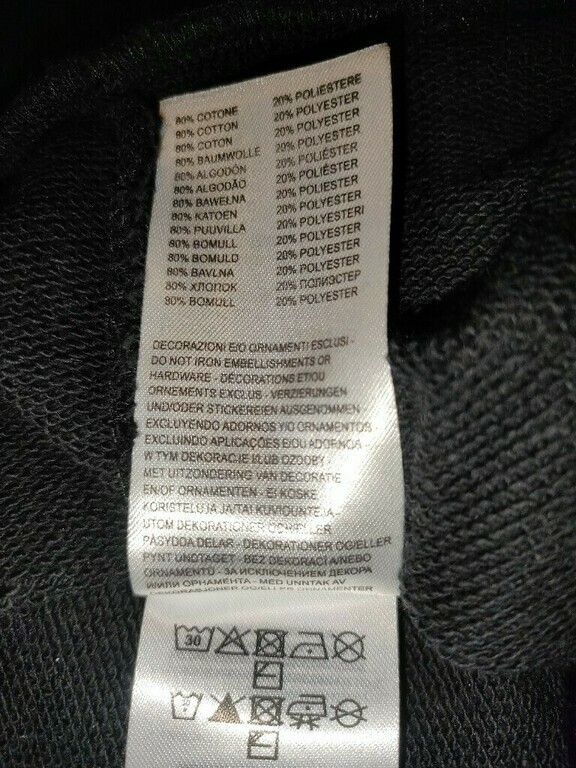 80% COTONE 20% POLIESTERE
80% COTTON 20% POLYESTER
80% COTON 20% POLYESTER
80% BAUMWOLLE 20% POLYESTER
80% ALGODÓN 20% POLIÉSTER
80% ALGODÃO 20% POLIÉSTER
80% BAWEŁNA 20% POLIESTER
80% KATOEN 20% POLYESTER
80% PUUVILLA 20% POLYESTERI
80% BOMULL 20% POLYESTER
80% BOMULD 20% POLYESTER
80% BAVLNA 20% POLYESTER
80% ХЛОПОК 20% ПОЛИЭСТЕР
80% BOMULL 20% POLYESTER
DECORAZIONI E/O ORNAMENTI ESCLUSI -
DO NOT IRON EMBELLISHMENTS OR
HARDWARE - DÉCORATIONS ET/OU
ORNEMENTS EXCLUS - VERZIERUNGEN
UND/ODER STICKEREIEN AUSGENOMMEN -
EXCLUYENDO ADORNOS Y/O ORNAMENTOS
EXCLUINDO APLICAÇÕES E/OU ADORNOS -
W TYM DEKORACJE I/LUB OZDOBY -
MET UITZONDERING VAN DECORATIE
EN/OF ORNAMENTEN - EI KOSKE
KORISTELUJA JA/TAI KUVIOUNTEJA -
UTOM DEKORATIONER OCH/ELLER
PÅSYDDA DELAR - DEKORATIONER OG/ELLER
PYNT UNDTAGET - BEZ DEKORACÍ A/NEBO
ORNAMENTŮ - ЗА ИСКЛЮЧЕНИЕМ ДЕКОРА
И/ИЛИ ОРНАМЕНТА - MED UNNTAK AV
DEKORASJONER OG/ELLER ORNAMENTER
30